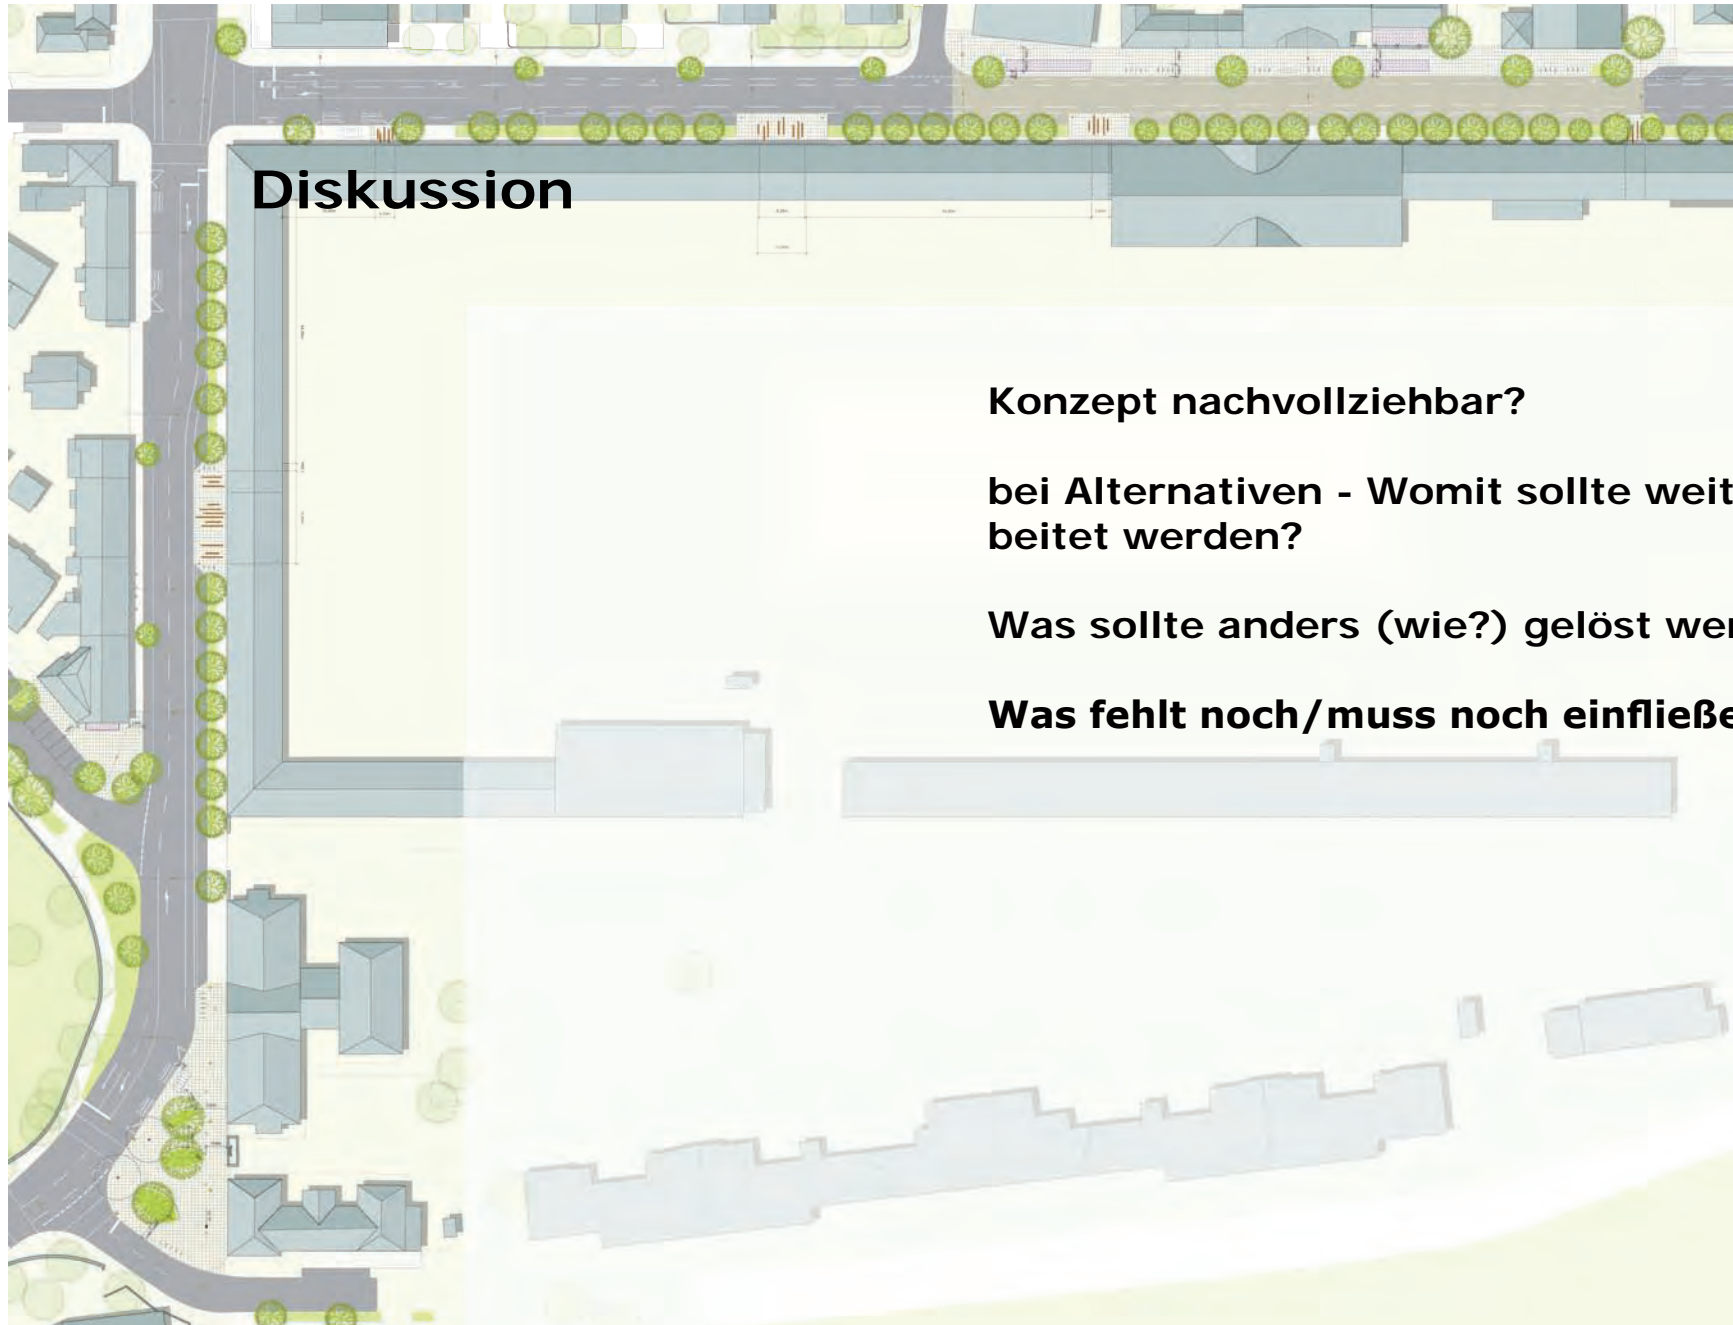 Diskussion
Konzept nachvollziehbar?
bei Alternativen - Womit sollte weit
beitet werden?
Was sollte anders (wie?) gelöst wer
Was fehlt noch/muss noch einfließe